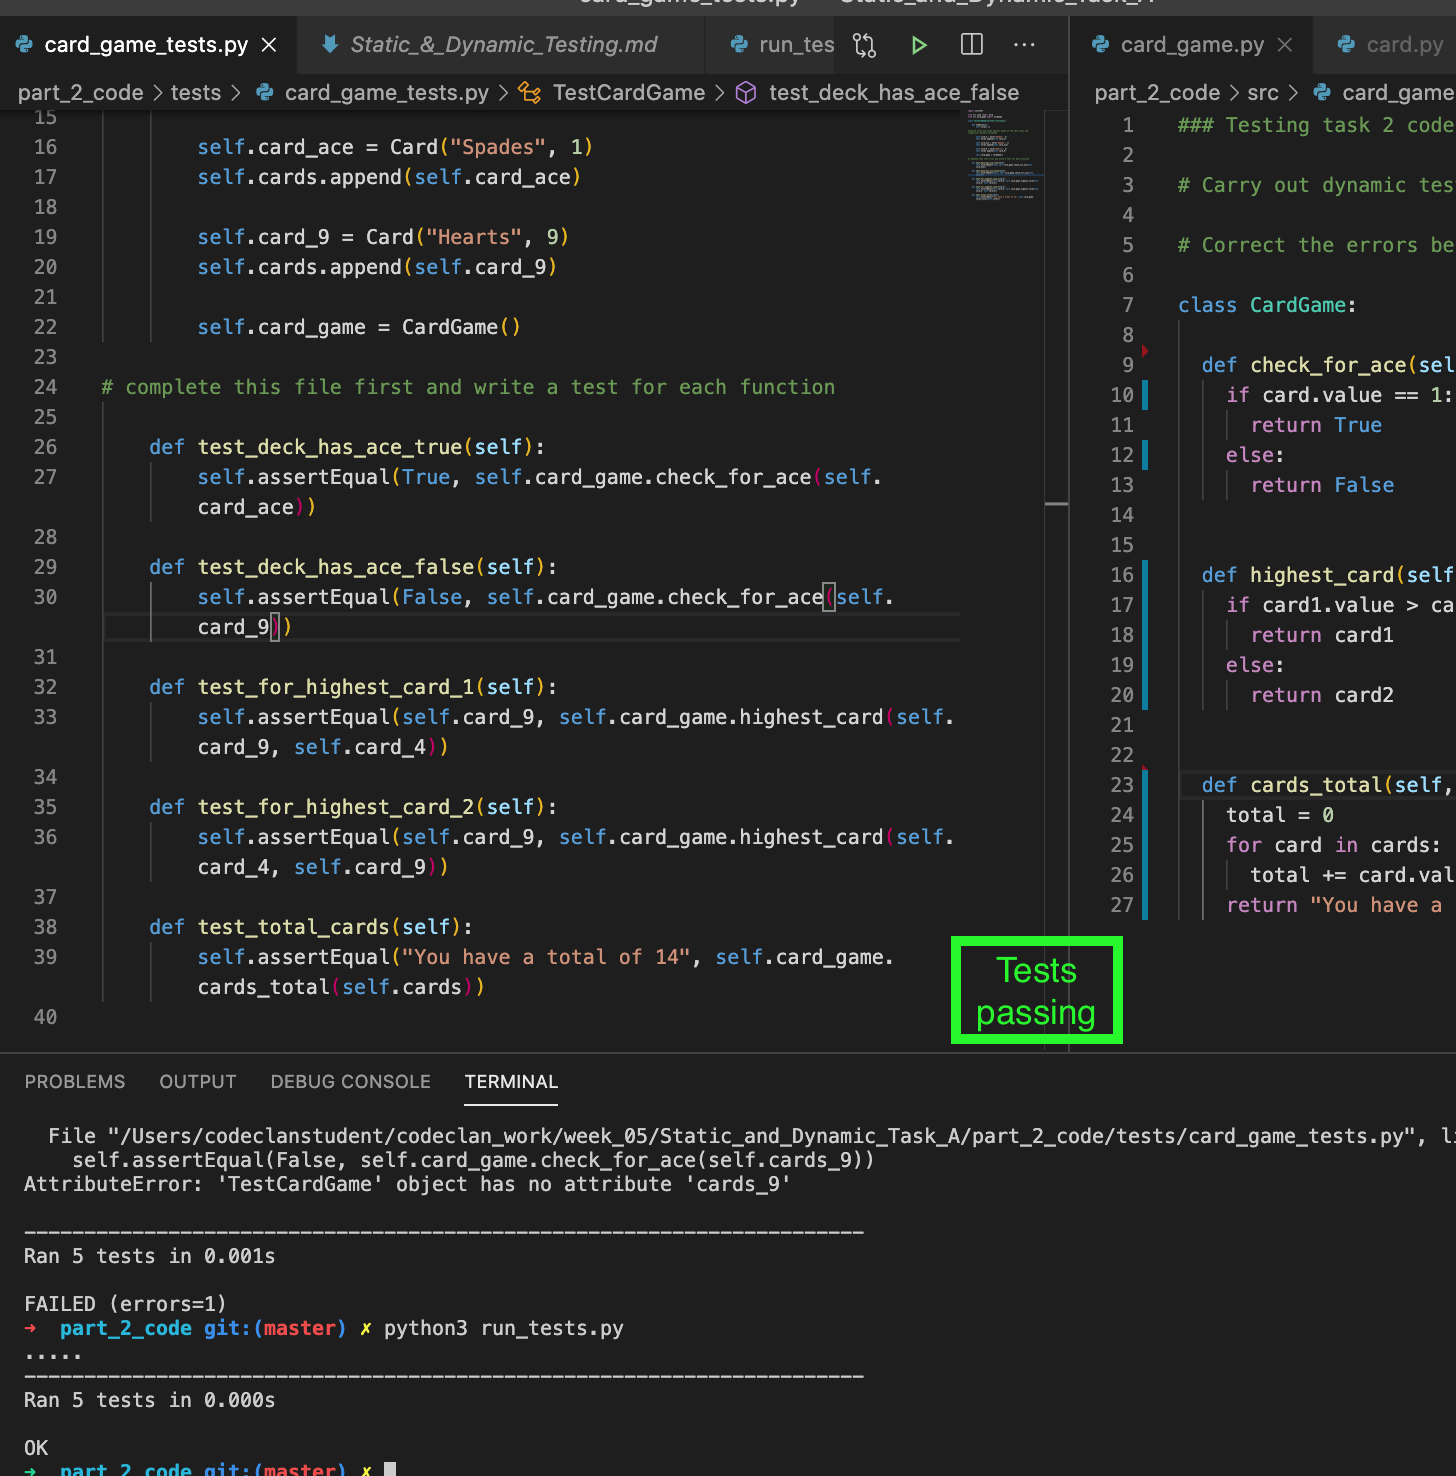 card_game_tests.py
Static_&_Dynamic_Testing.md
run_tes
card_game.py
card.py
part_2_code > tests > card_game_tests.py > TestCardGame > test_deck_has_ace_false
part_2_code > src > card_game
15
16 self.card_ace = Card("Spades", 1)
17 self.cards.append(self.card_ace)
18
19 self.card_9 = Card("Hearts", 9)
20 self.cards.append(self.card_9)
21
22 self.card_game = CardGame()
23
24 # complete this file first and write a test for each function
25
26 def test_deck_has_ace_true(self):
27 self.assertEqual(True, self.card_game.check_for_ace(self.
card_ace))
28
29 def test_deck_has_ace_false(self):
30 self.assertEqual(False, self.card_game.check_for_ace(self.
card_9))
31
32 def test_for_highest_card_1(self):
33 self.assertEqual(self.card_9, self.card_game.highest_card(self.
card_9, self.card_4))
34
35 def test_for_highest_card_2(self):
36 self.assertEqual(self.card_9, self.card_game.highest_card(self.
card_4, self.card_9))
37
38 def test_total_cards(self):
39 self.assertEqual("You have a total of 14", self.card_game.
cards_total(self.cards))
40
1 ### Testing task 2 code
2
3 # Carry out dynamic tes
4
5 # Correct the errors be
6
7 class CardGame:
8
9 def check_for_ace(sel
10 if card.value == 1:
11 return True
12 else:
13 return False
14
15
16 def highest_card(self
17 if card1.value > ca
18 return card1
19 else:
20 return card2
21
22
23 def cards_total(self,
24 total = 0
25 for card in cards:
26 total += card.val
27 return "You have a
Tests
passing
PROBLEMS OUTPUT DEBUG CONSOLE TERMINAL
File "/Users/codeclanstudent/codeclan_work/week_05/Static_and_Dynamic_Task_A/part_2_code/tests/card_game_tests.py", li
self.assertEqual(False, self.card_game.check_for_ace(self.cards_9))
AttributeError: 'TestCardGame' object has no attribute 'cards_9'
----------------------------------------------------------------------
Ran 5 tests in 0.001s
FAILED (errors=1)
➜ part_2_code git:(master) ✗ python3 run_tests.py
.....
----------------------------------------------------------------------
Ran 5 tests in 0.000s
OK
➜ part_2_code git:(master) ✗